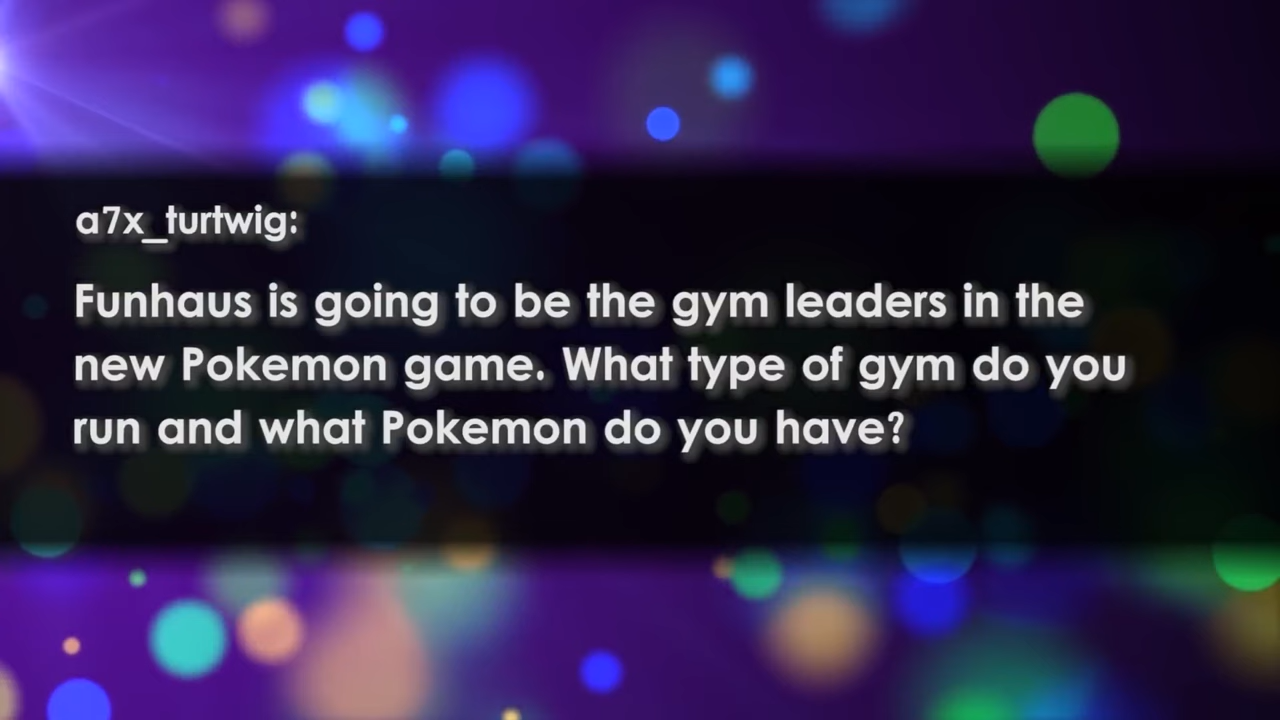 a7x_turtwig:
Funhaus is going to be the gym leaders in the
new Pokemon game. What type of gym do you
run and what Pokemon do you have?